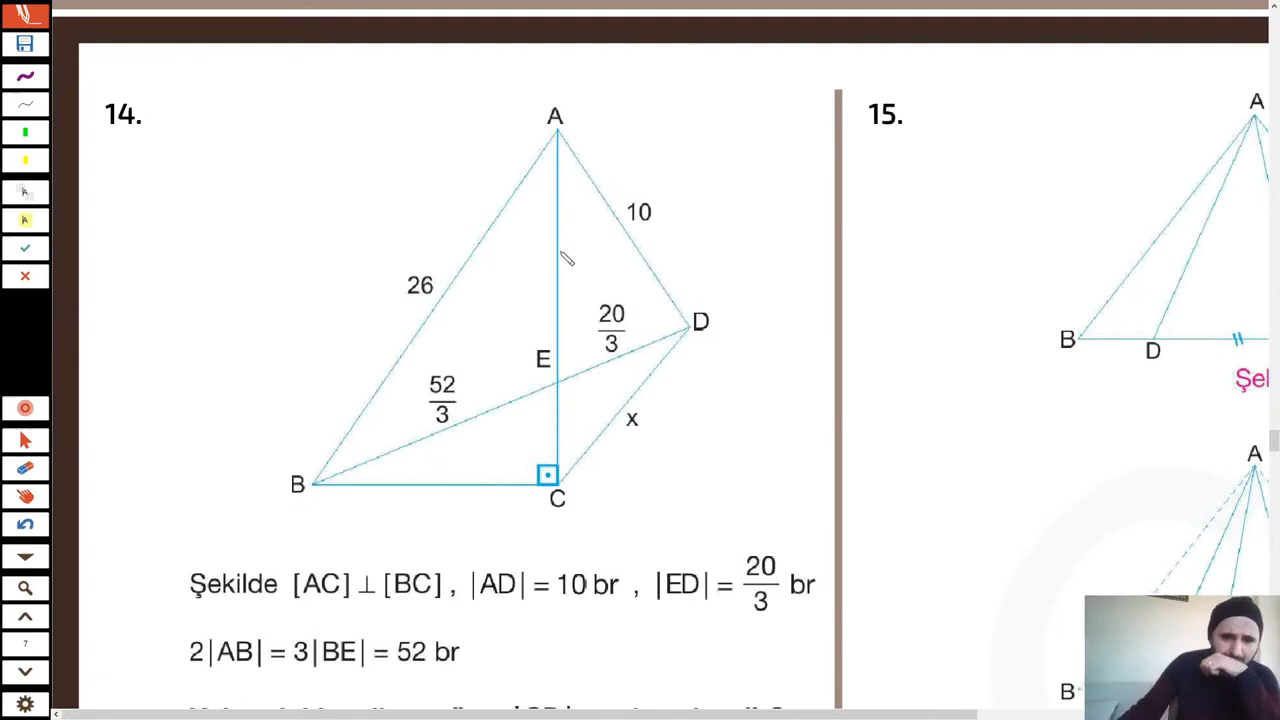 14.
A
10
26
20
3
D
E
52
3
x
B
C
Şekilde [AC] ⊥ [BC] , |AD| = 10 br , |ED| = 20/3 br
2|AB| = 3|BE| = 52 br
15.
A
B
D
Şel
A
B
7